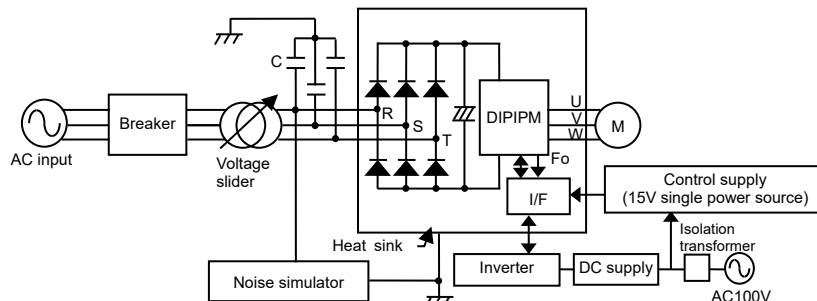 C
R
S
T
DIPIPM
U
V
W
M
Fo
AC input
Breaker
Voltage
slider
I/F
Control supply
(15V single power source)
Heat sink
Isolation
transformer
Noise simulator
Inverter
DC supply
AC100V